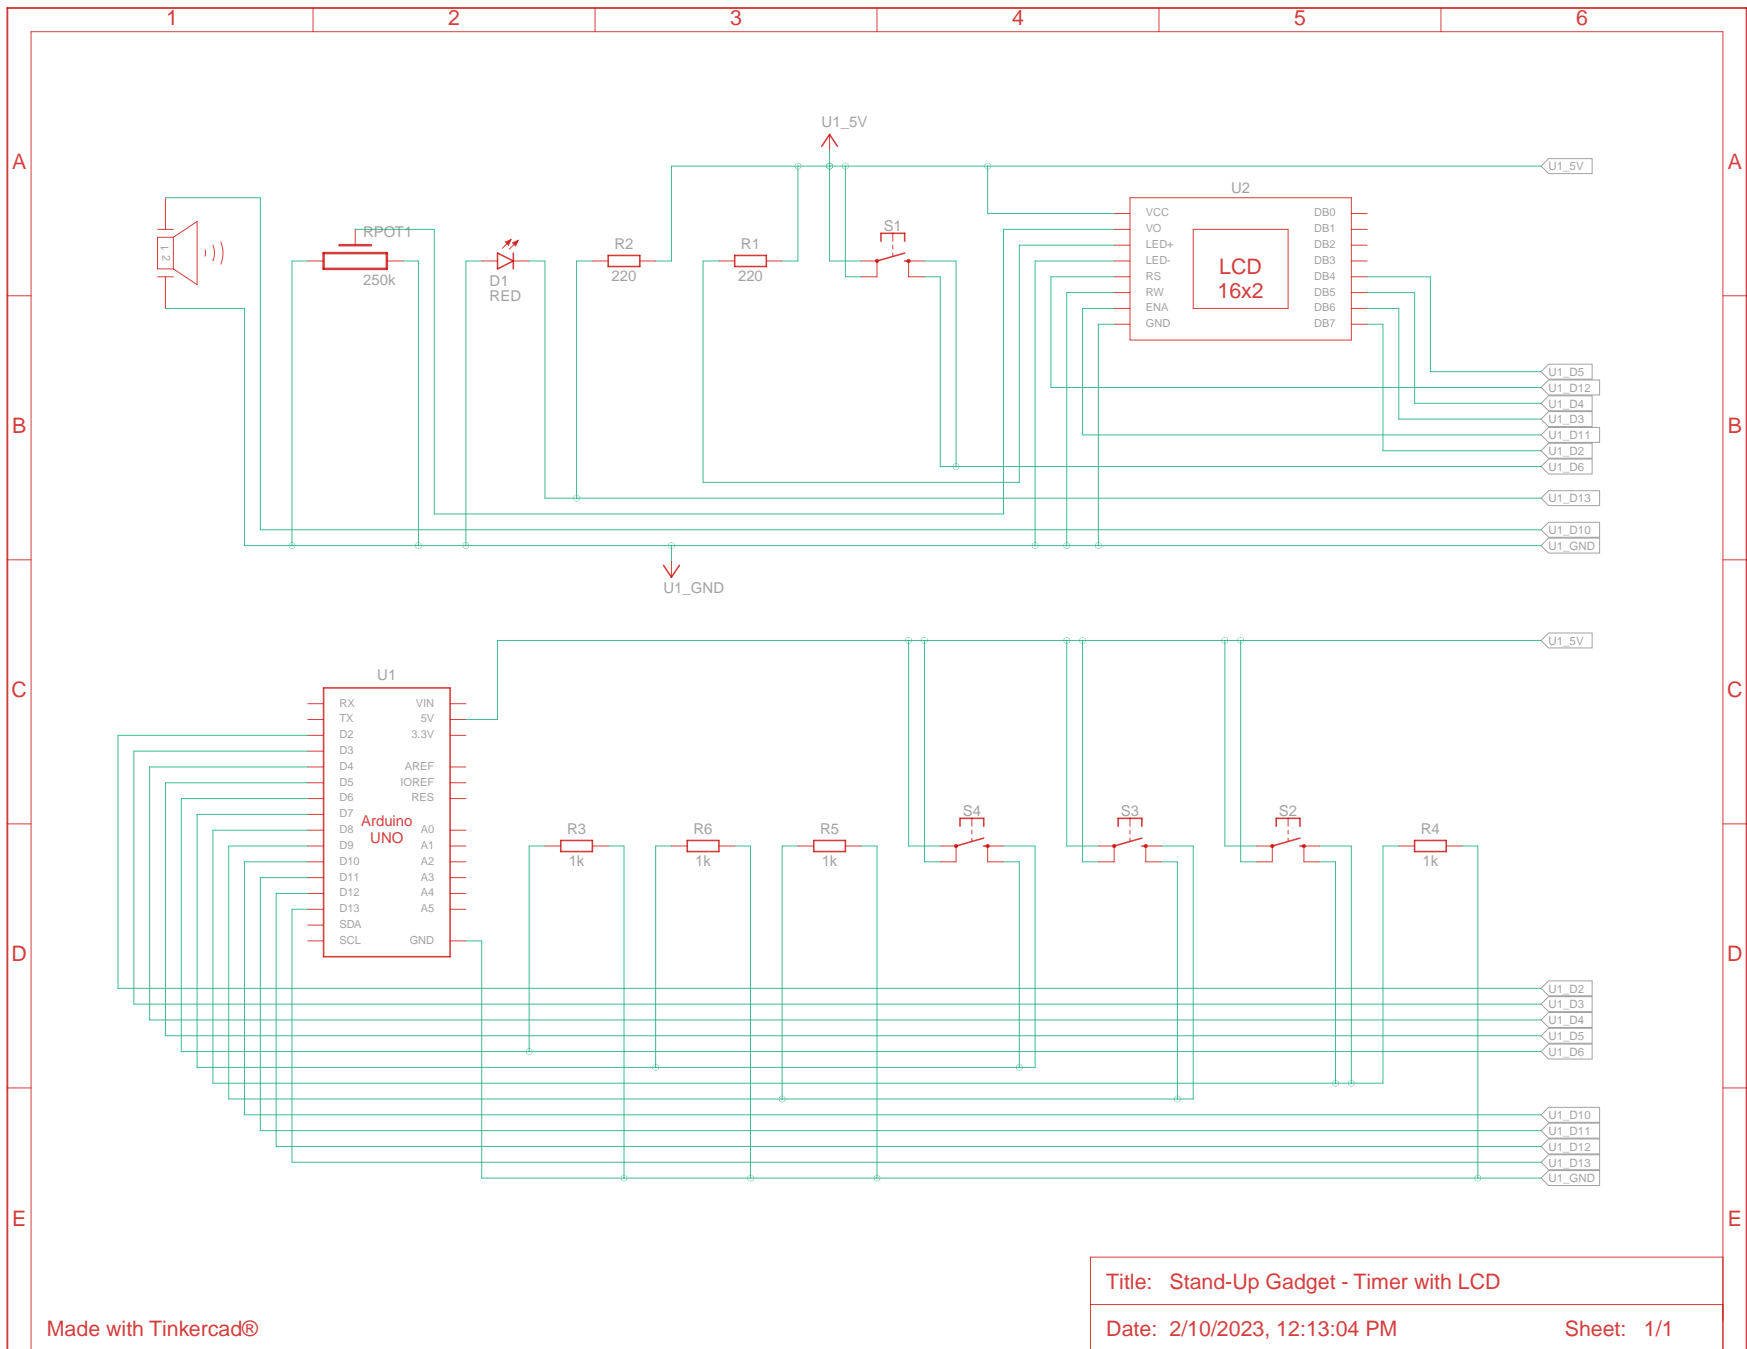 1 2 3 4 5 6
A A
B B
C C
D D
E E
U1_5V
U1_5V
1 2
RPOT1
250k
D1
RED
R2
220
R1
220
S1
U2
VCC
VO
LED+
LED-
RS
RW
ENA
GND
LCD
16x2
DB0
DB1
DB2
DB3
DB4
DB5
DB6
DB7
U1_D5
U1_D12
U1_D4
U1_D3
U1_D11
U1_D2
U1_D6
U1_D13
U1_D10
U1_GND
U1_GND
U1_5V
U1
RX VIN
TX 5V
D2 3.3V
D3
D4 AREF
D5 IOREF
D6 RES
D7
Arduino
UNO
D8 A0
D9 A1
D10 A2
D11 A3
D12 A4
D13 A5
SDA
SCL GND
R3
1k
R6
1k
R5
1k
S4
S3
S2
R4
1k
U1_D2
U1_D3
U1_D4
U1_D5
U1_D6
U1_D10
U1_D11
U1_D12
U1_D13
U1_GND
Title: Stand-Up Gadget - Timer with LCD
Made with Tinkercad®
Date: 2/10/2023, 12:13:04 PM Sheet: 1/1